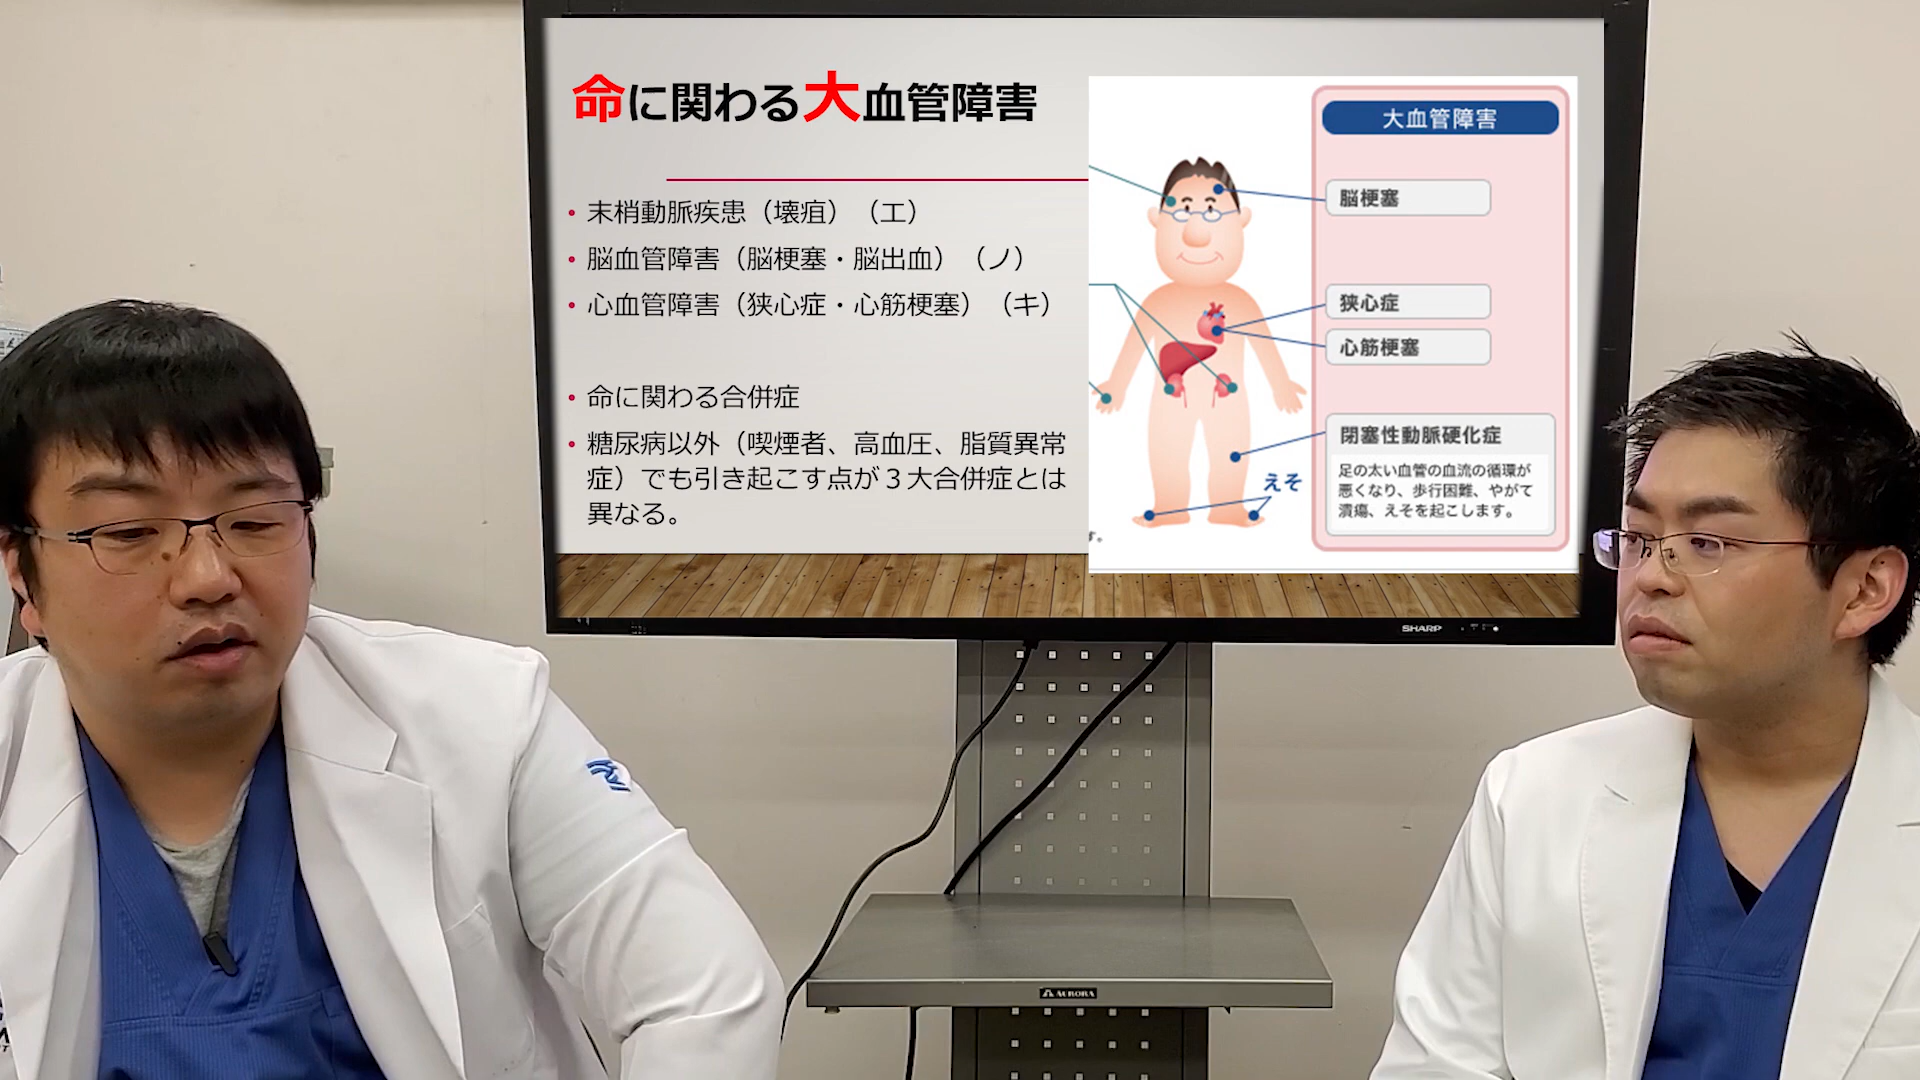 命に関わる大血管障害
・末梢動脈疾患（壊疽）（エ）
・脳血管障害（脳梗塞・脳出血）（ノ）
・心血管障害（狭心症・心筋梗塞）（キ）
・命に関わる合併症
・糖尿病以外（喫煙者、高血圧、脂質異常
症）でも引き起こす点が３大合併症とは
異なる。
大血管障害
脳梗塞
狭心症
心筋梗塞
閉塞性動脈硬化症
足の太い血管の血流の循環が
悪くなり、歩行困難、やがて
潰瘍、えそを起こします。
えそ
す。
SHARP
AURORA